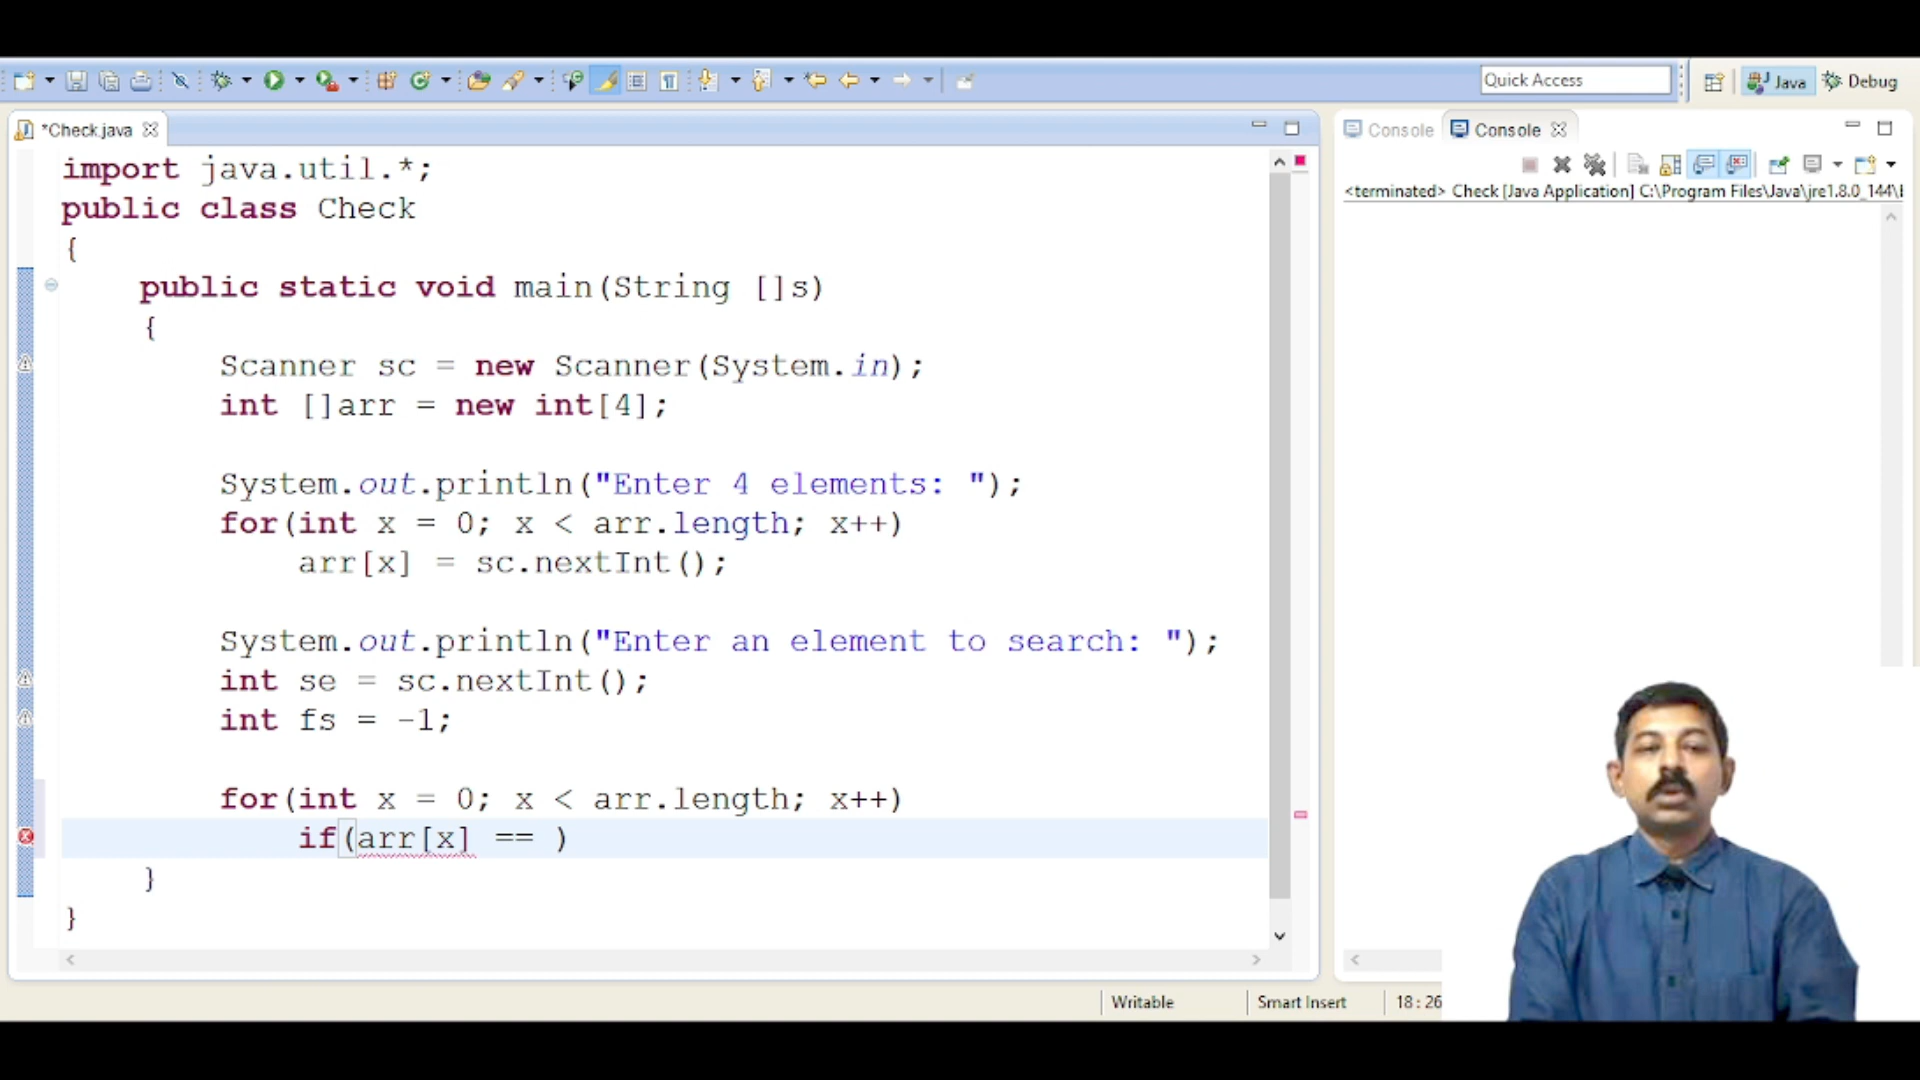 Quick Access
Java
Debug
*Check.java
Console
Console
<terminated> Check [Java Application] C:\Program Files\Java\jre1.8.0_144\
import java.util.*;
public class Check
{
public static void main(String []s)
{
Scanner sc = new Scanner(System.in);
int []arr = new int[4];
System.out.println("Enter 4 elements: ");
for(int x = 0; x < arr.length; x++)
arr[x] = sc.nextInt();
System.out.println("Enter an element to search: ");
int se = sc.nextInt();
int fs = -1;
for(int x = 0; x < arr.length; x++)
if(arr[x] == )
}
}
Writable
Smart Insert
18 : 26